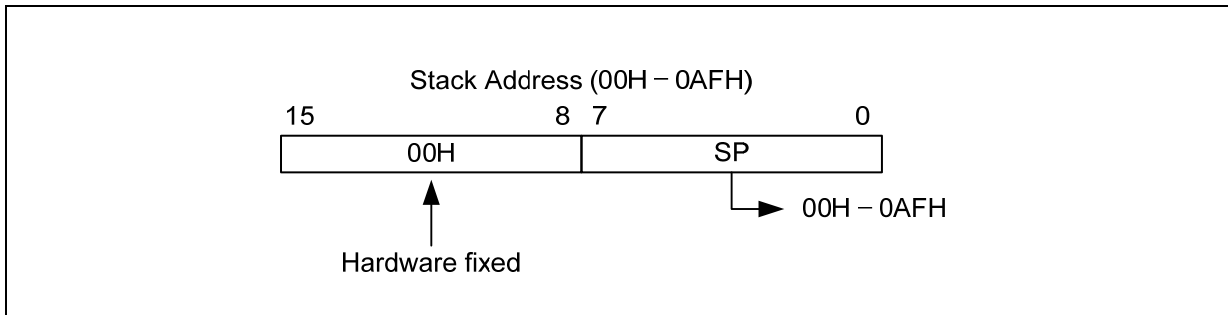 Stack Address (00H – 0AFH)
15 8 7 0
00H SP
00H – 0AFH
Hardware fixed